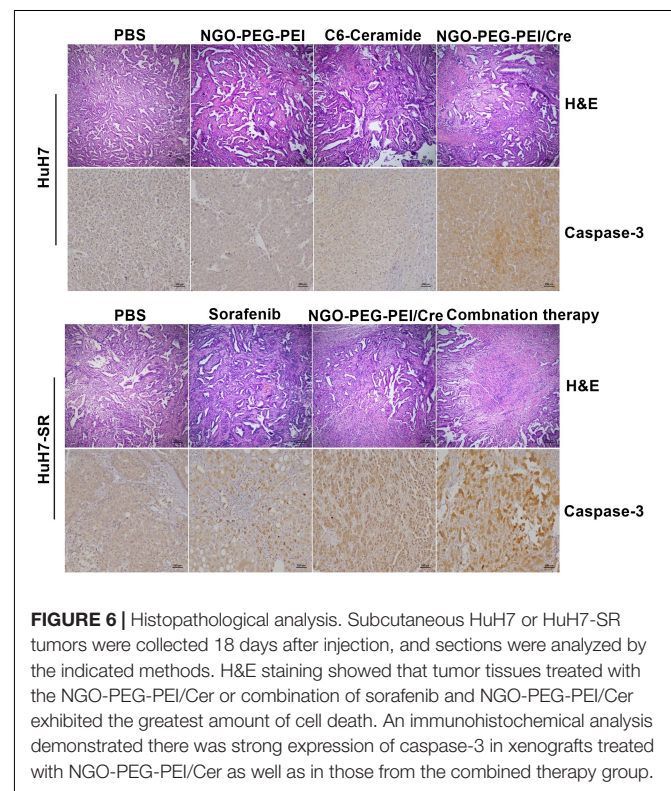 PBS NGO-PEG-PEI C6-Ceramide NGO-PEG-PEI/Cre
H&E
HuH7
Caspase-3
PBS Sorafenib NGO-PEG-PEI/Cre Combnation therapy
H&E
HuH7-SR
Caspase-3
FIGURE 6 | Histopathological analysis. Subcutaneous HuH7 or HuH7-SR
tumors were collected 18 days after injection, and sections were analyzed by
the indicated methods. H&E staining showed that tumor tissues treated with
the NGO-PEG-PEI/Cer or combination of sorafenib and NGO-PEG-PEI/Cer
exhibited the greatest amount of cell death. An immunohistochemical analysis
demonstrated there was strong expression of caspase-3 in xenografts treated
with NGO-PEG-PEI/Cer as well as in those from the combined therapy group.